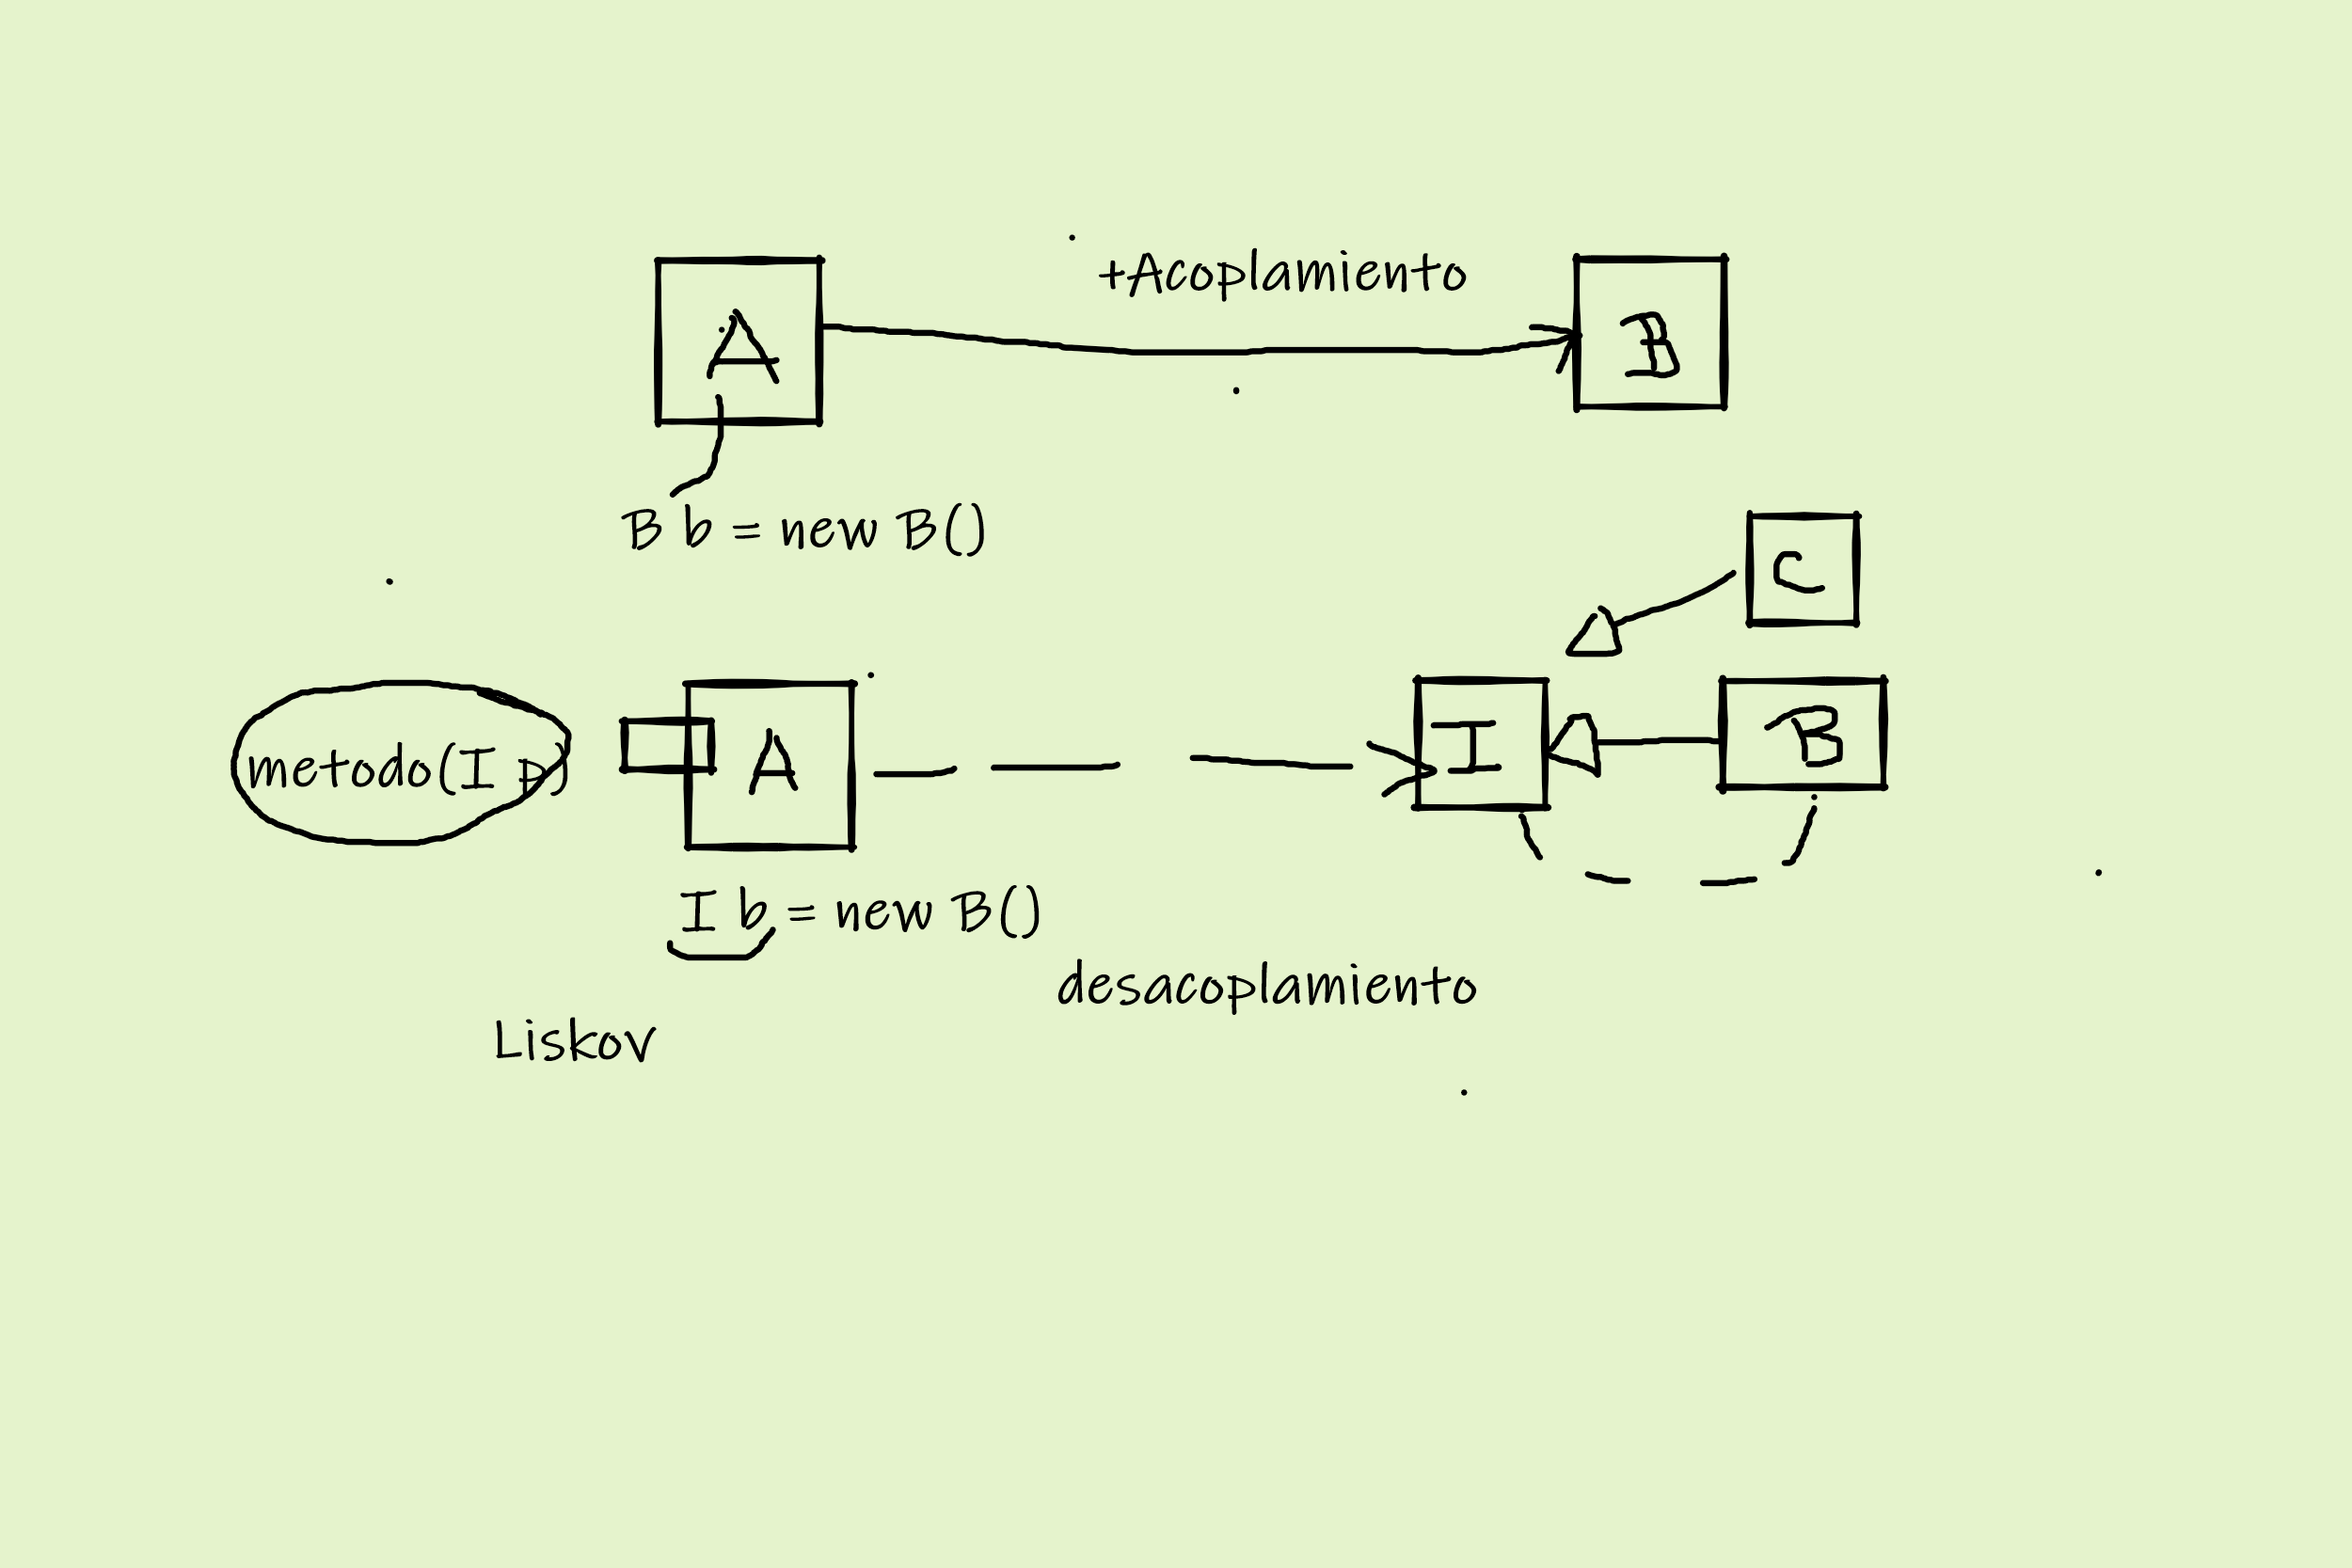 +Acoplamiento
A
B
B b = new B()
C
metodo(I
A
I
B
I b = new B()
desacoplamiento
Liskov